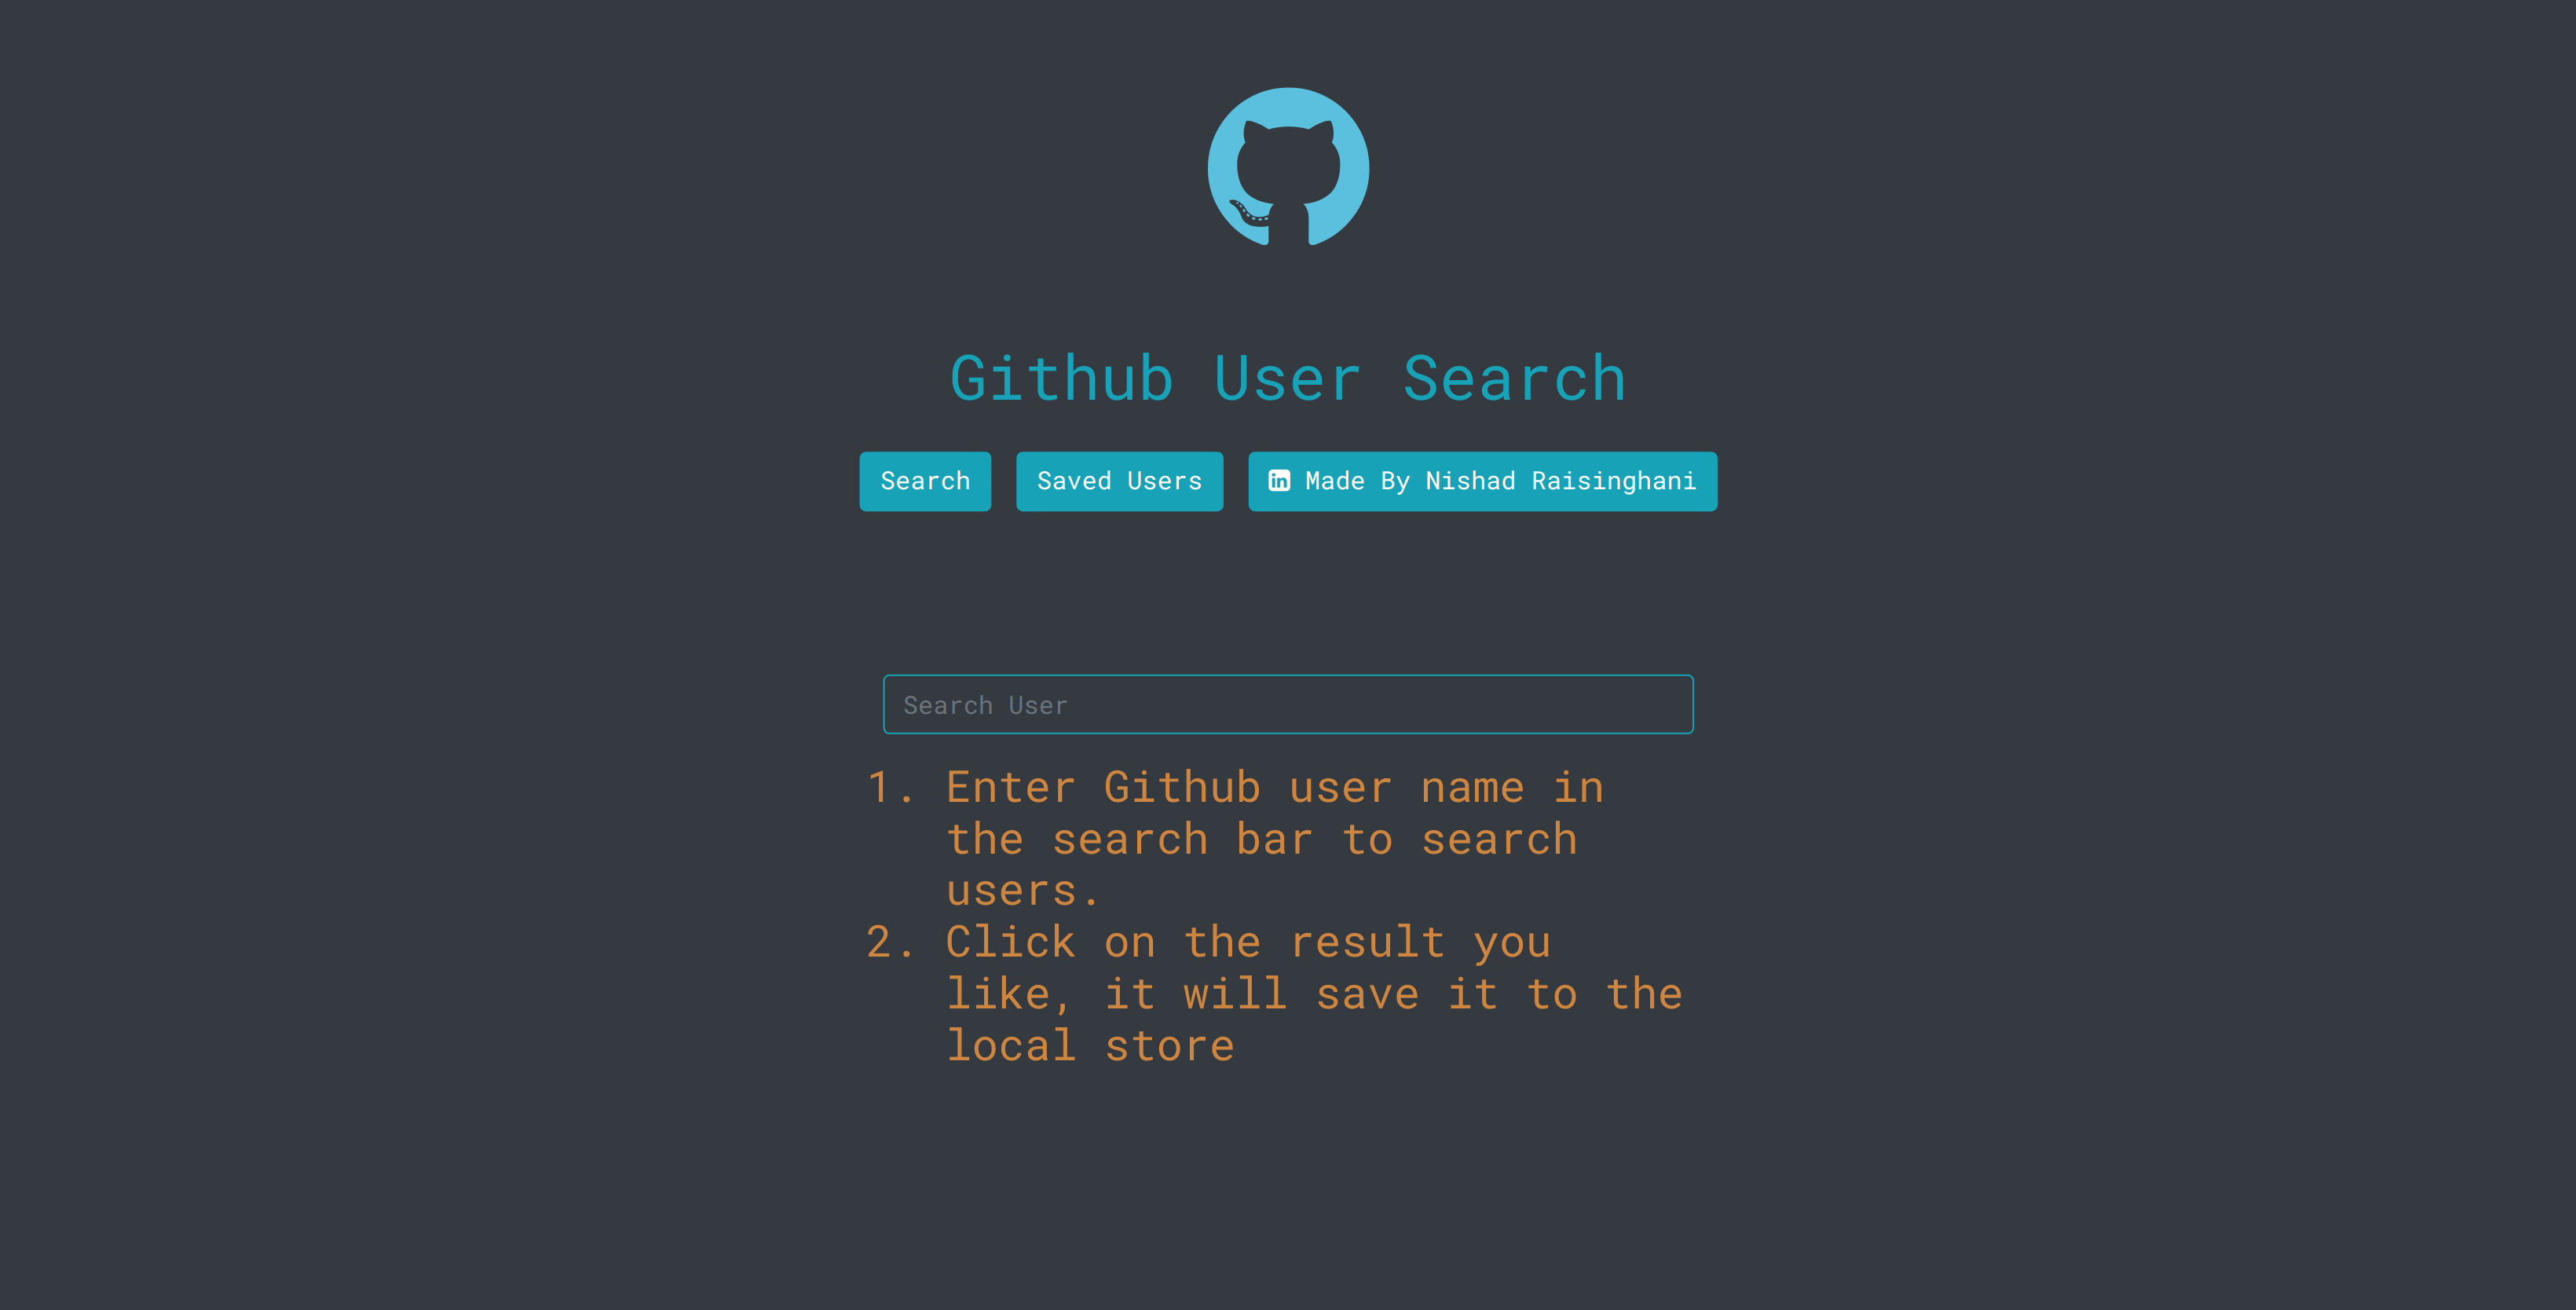 Github User Search
Search
Saved Users
in Made By Nishad Raisinghani
Search User
1. Enter Github user name in
the search bar to search
users.
2. Click on the result you
like, it will save it to the
local store